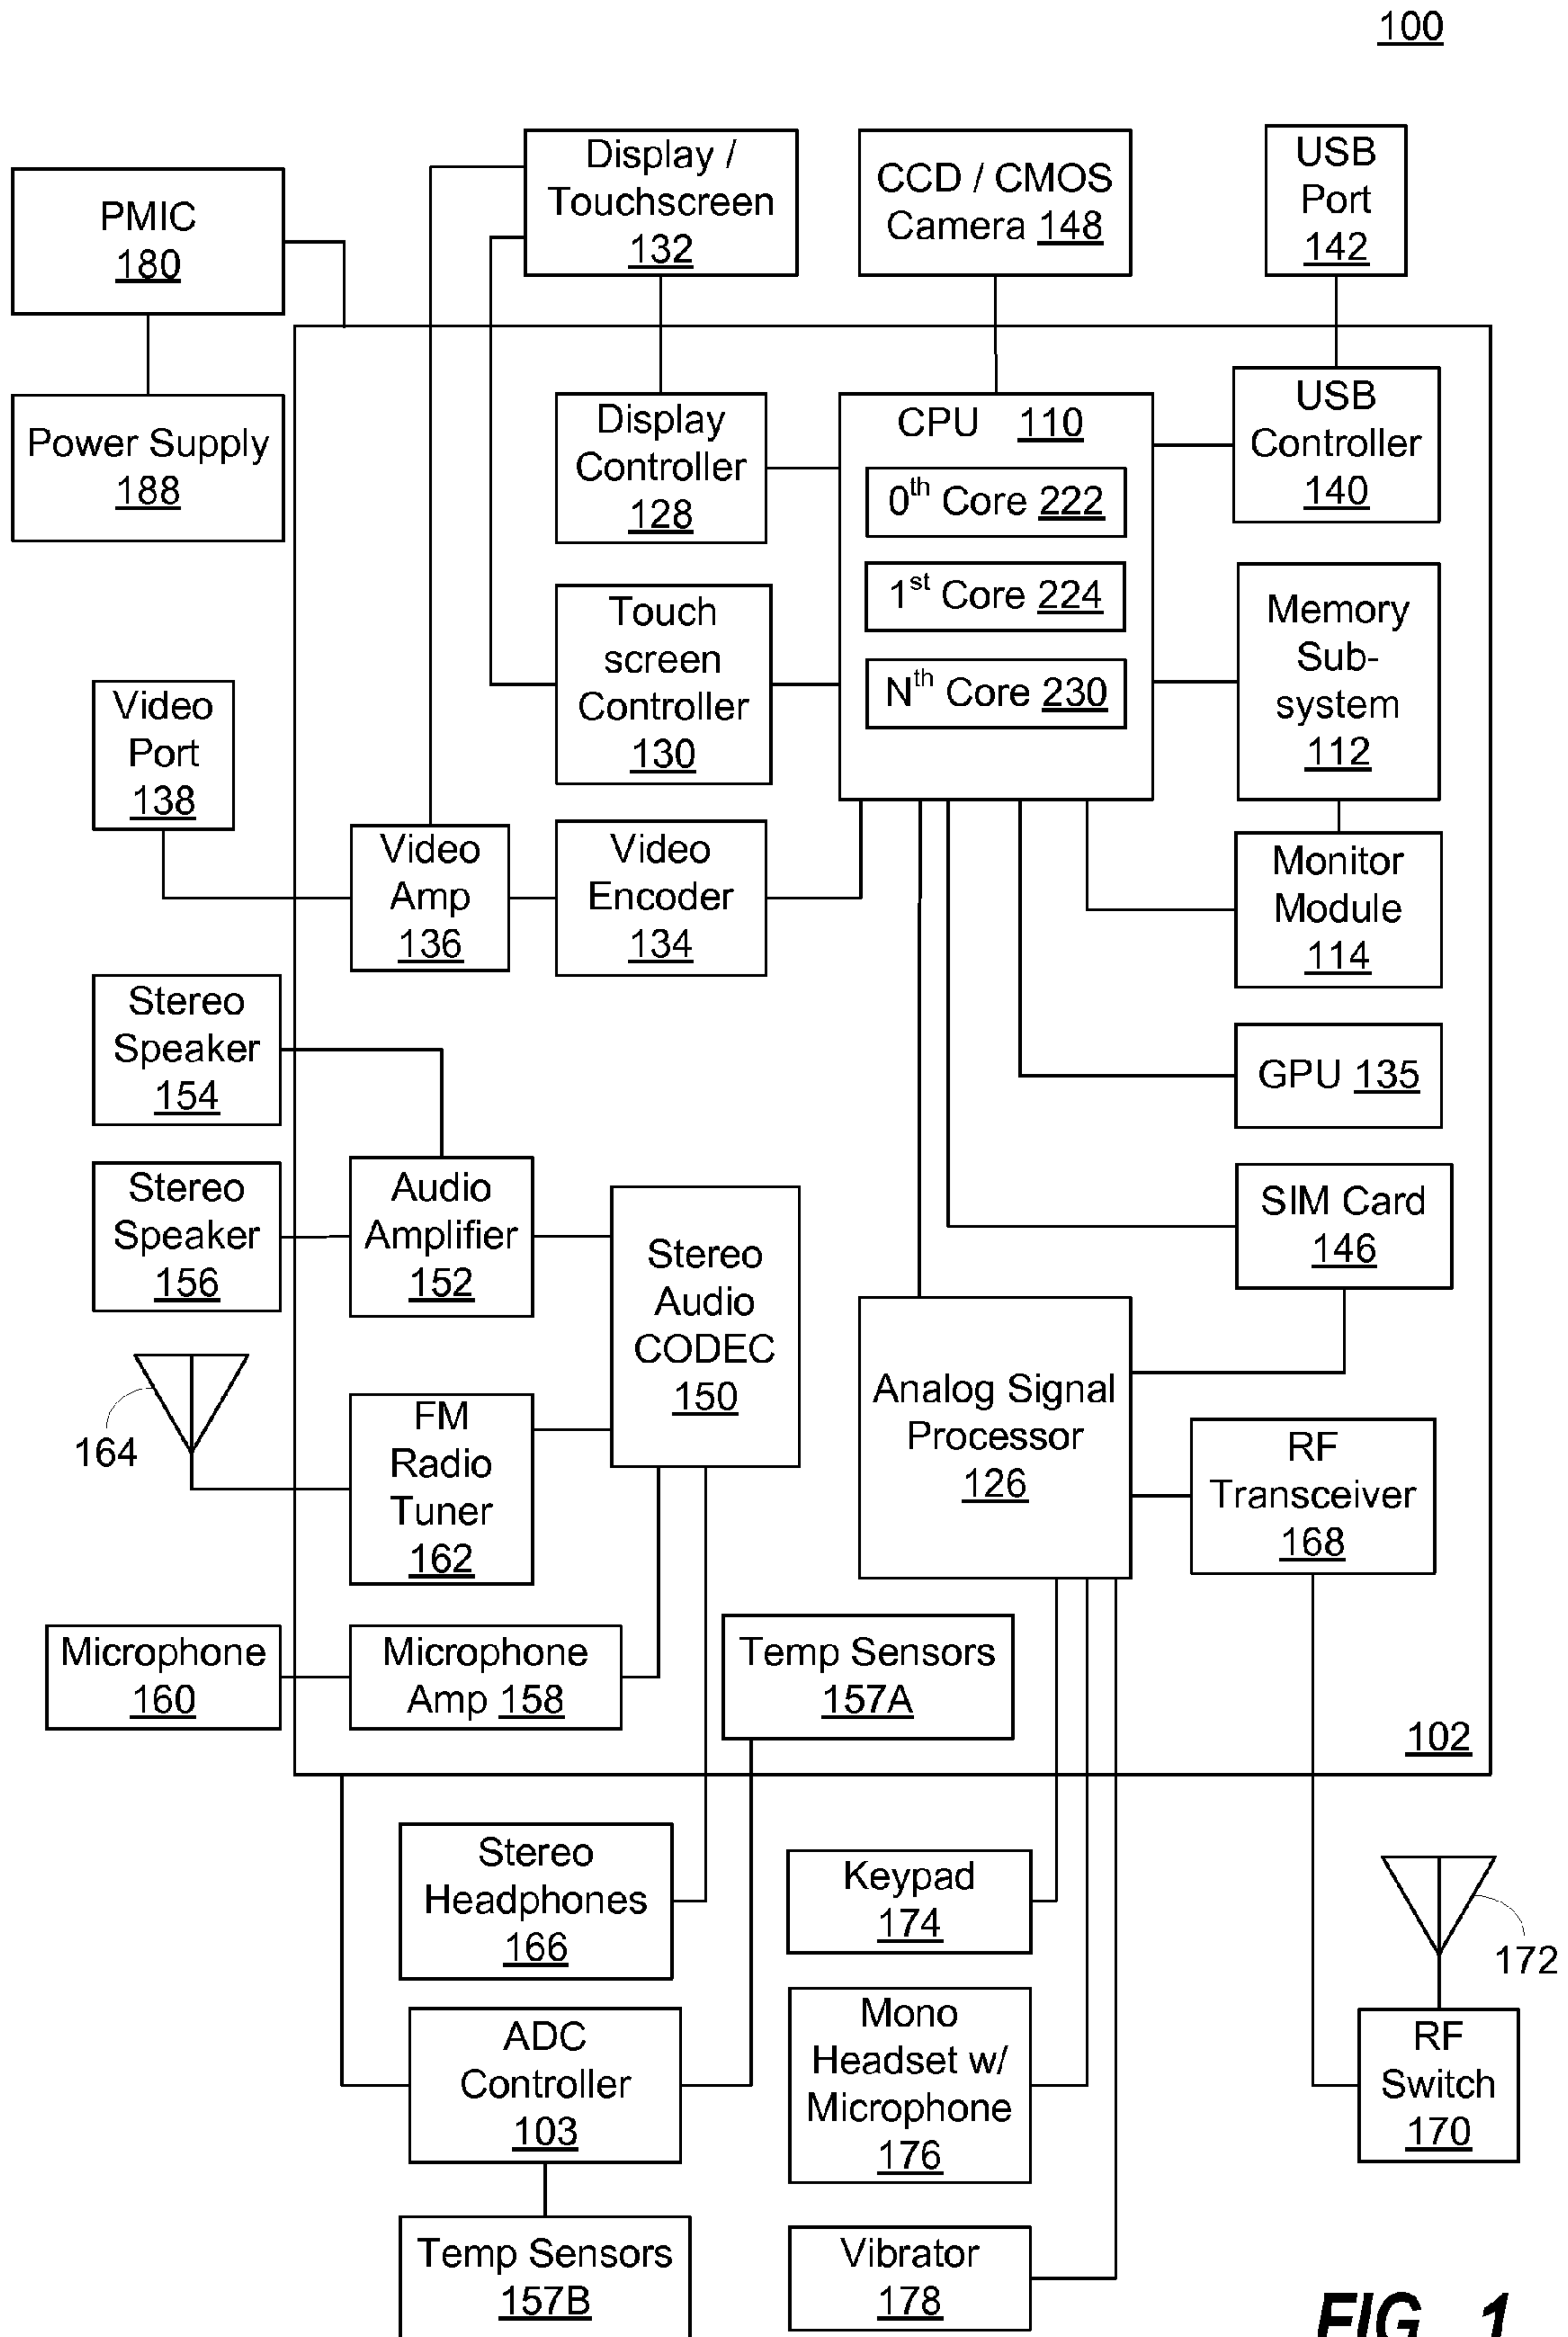 100
PMIC
180
Display /
Touchscreen
132
CCD / CMOS
Camera 148
USB
Port
142
Power Supply
188
Display
Controller
128
CPU 110
0th Core 222
1st Core 224
Nth Core 230
USB
Controller
140
Touch
screen
Controller
130
Memory
Sub-
system
112
Video
Port
138
Video
Amp
136
Video
Encoder
134
Monitor
Module
114
Stereo
Speaker
154
GPU 135
Stereo
Speaker
156
Audio
Amplifier
152
Stereo
Audio
CODEC
150
SIM Card
146
164
FM
Radio
Tuner
162
Analog Signal
Processor
126
RF
Transceiver
168
Microphone
160
Microphone
Amp 158
Temp Sensors
157A
102
Stereo
Headphones
166
Keypad
174
172
ADC
Controller
103
Mono
Headset w/
Microphone
176
RF
Switch
170
Temp Sensors
157B
Vibrator
178
FIG. 1